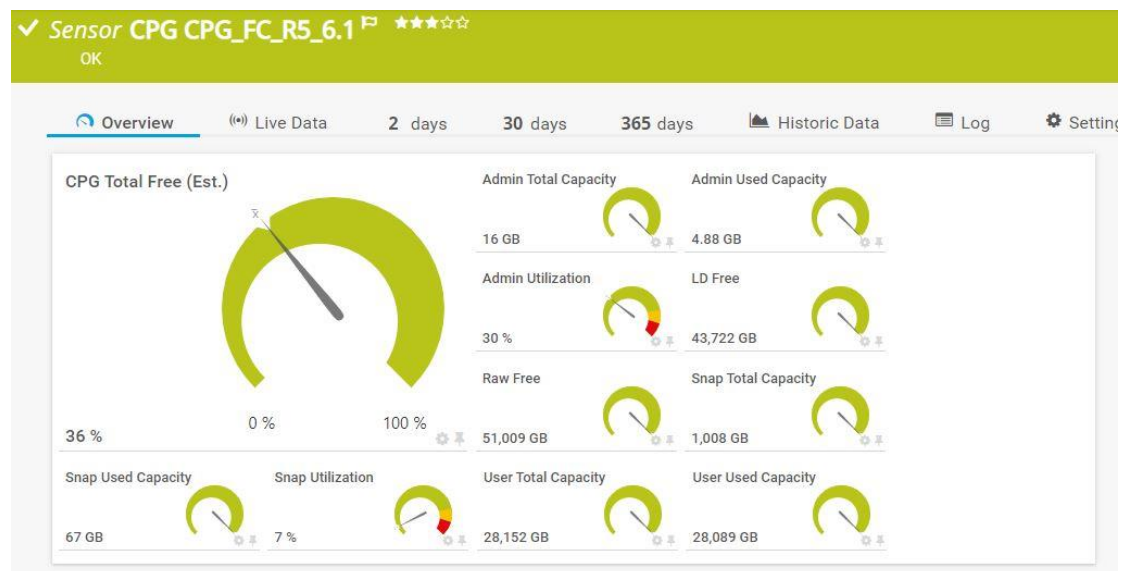 Sensor CPG CPG_FC_R5_6.1
OK
Overview
Live Data
2 days
30 days
365 days
Historic Data
Log
Setting
CPG Total Free (Est.)
0 %
100 %
36 %
Admin Total Capacity
16 GB
Admin Used Capacity
4.88 GB
Admin Utilization
30 %
LD Free
43,722 GB
Raw Free
51,009 GB
Snap Total Capacity
1,008 GB
Snap Used Capacity
67 GB
Snap Utilization
7 %
User Total Capacity
28,152 GB
User Used Capacity
28,089 GB